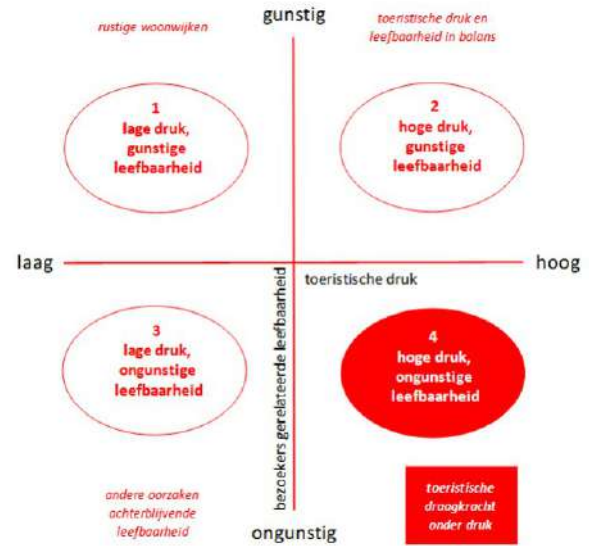 gunstig
rustige woonwijken
toeristische druk en
leefbaarheid in balans
1
lage druk,
gunstige
leefbaarheid
2
hoge druk,
gunstige
leefbaarheid
laag
hoog
toeristische druk
bezoekers gerelateerde leefbaarheid
3
lage druk,
ongunstige
leefbaarheid
4
hoge druk,
ongunstige
leefbaarheid
andere oorzaken
achterblijvende
leefbaarheid
toeristische
draagkracht
onder druk
ongunstig